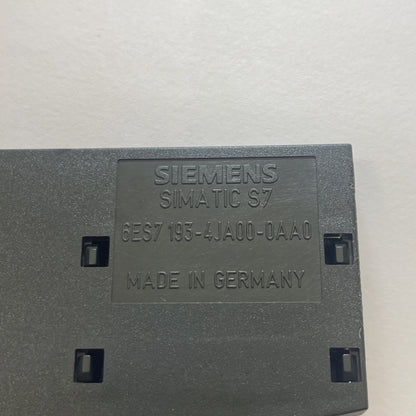 SIEMENS
SIMATIC S7
6ES7 193-4JA00-0AA0
MADE IN GERMANY